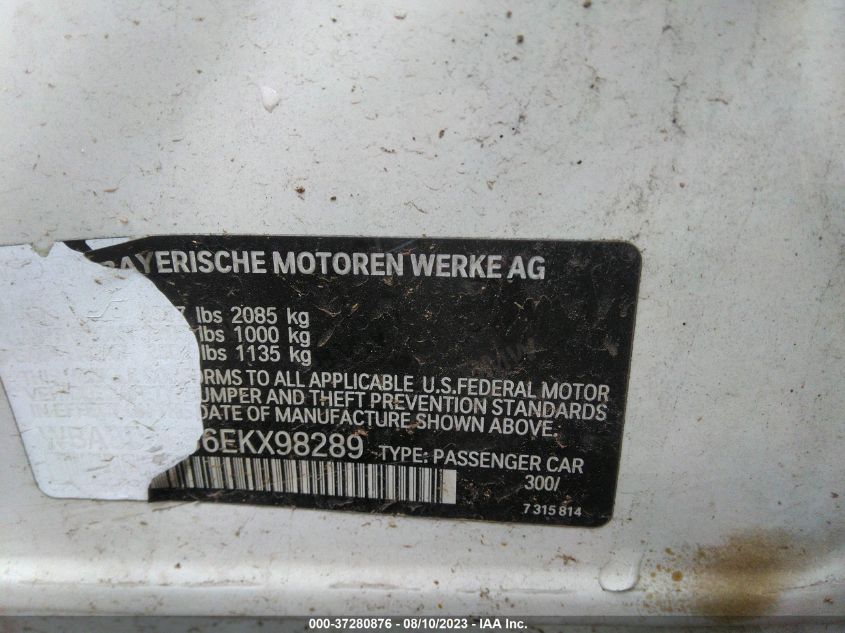 BAYERISCHE MOTOREN WERKE AG
7 lbs 2085 kg
lbs 1000 kg
lbs 1135 kg
ORMS TO ALL APPLICABLE U.S.FEDERAL MOTOR
UMPER AND THEFT PREVENTION STANDARDS
DATE OF MANUFACTURE SHOWN ABOVE.
6EKX98289 TYPE: PASSENGER CAR
300/
7 315 814
000-37280876 - 08/10/2023 - IAA Inc.